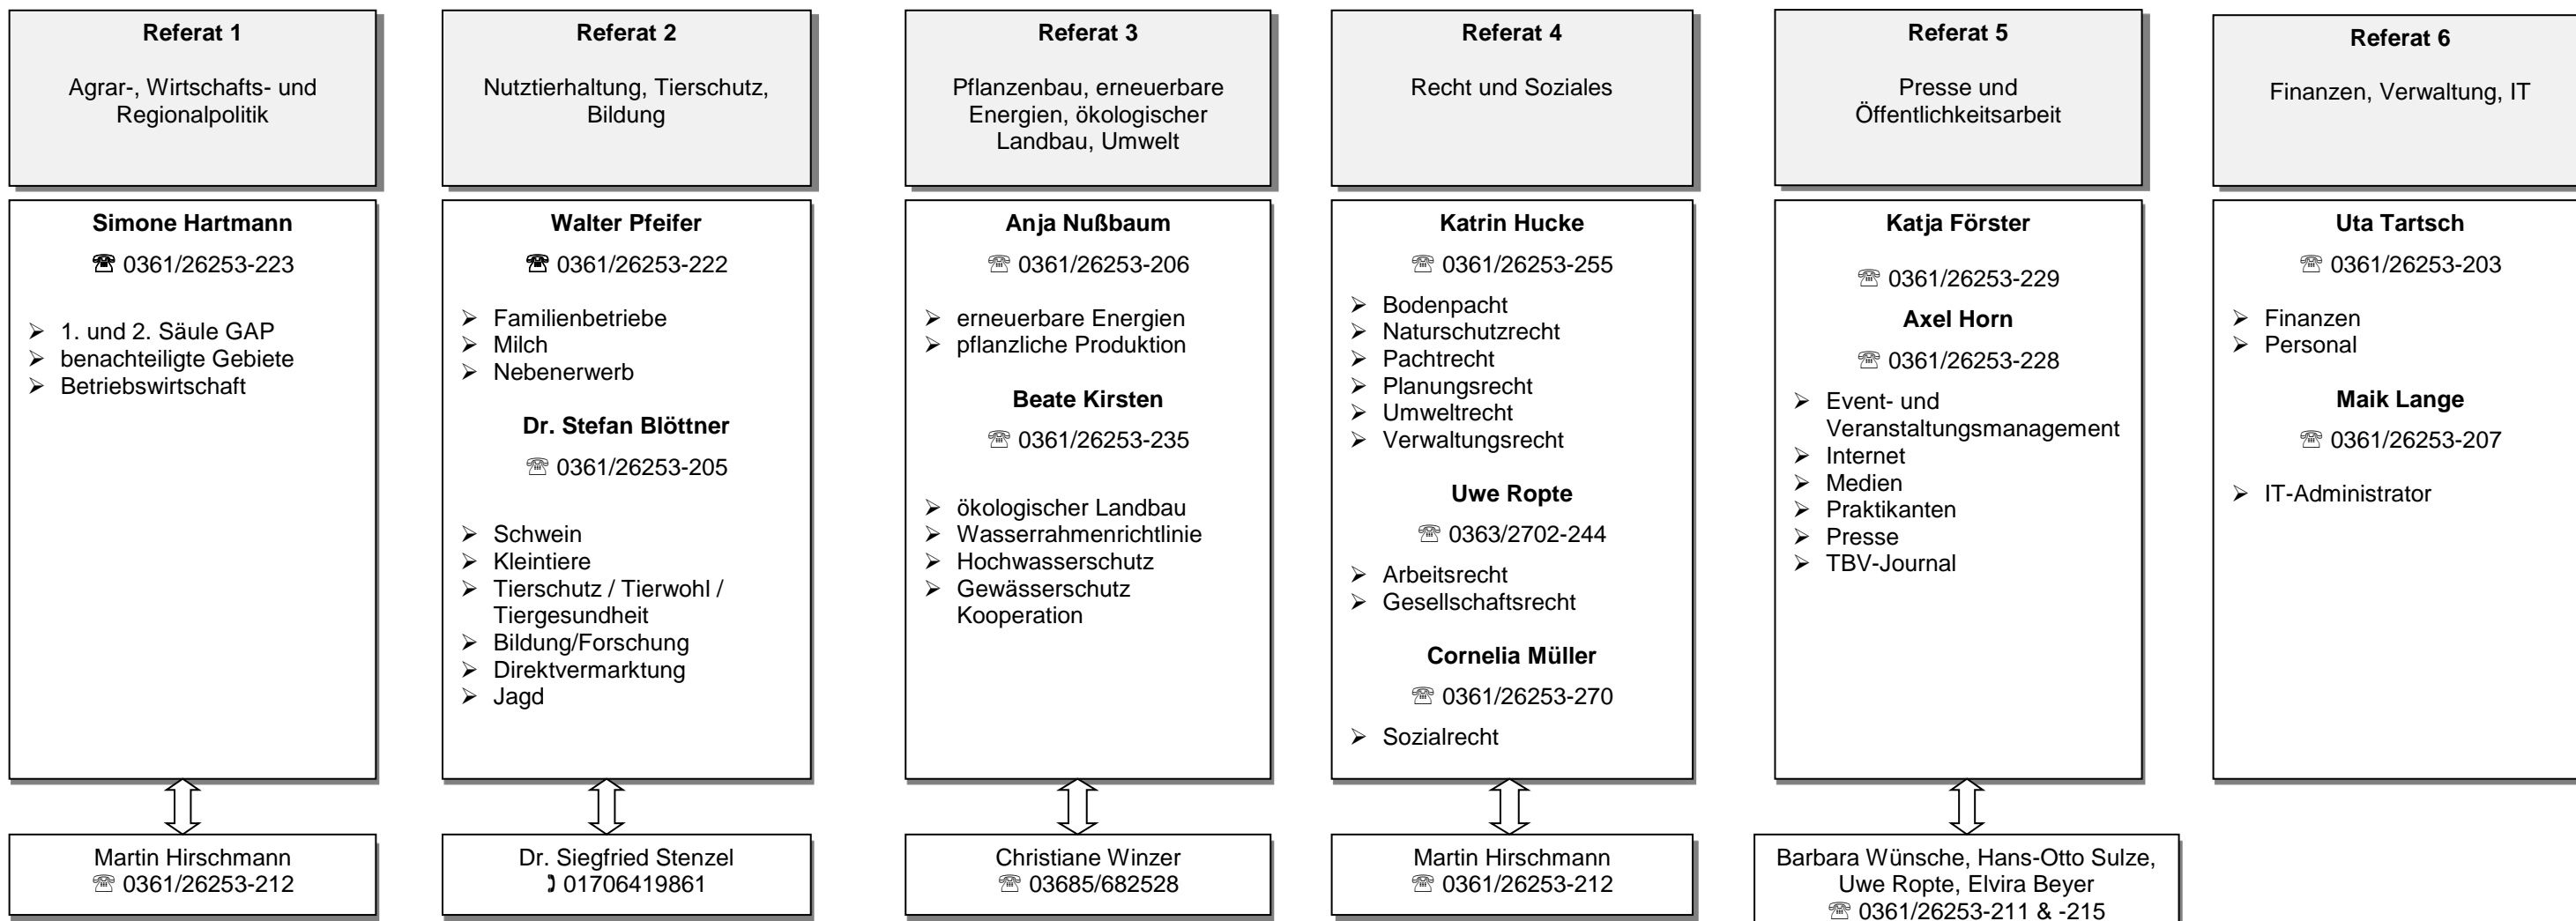 Referat 1
Agrar-, Wirtschafts- und
Regionalpolitik
Simone Hartmann
☎ 0361/26253-223
➢ 1. und 2. Säule GAP
➢ benachteiligte Gebiete
➢ Betriebswirtschaft
Martin Hirschmann
☏ 0361/26253-212
Referat 2
Nutztierhaltung, Tierschutz,
Bildung
Walter Pfeifer
☎ 0361/26253-222
➢ Familienbetriebe
➢ Milch
➢ Nebenerwerb
Dr. Stefan Blöttner
☏ 0361/26253-205
➢ Schwein
➢ Kleintiere
➢ Tierschutz / Tierwohl /
Tiergesundheit
➢ Bildung/Forschung
➢ Direktvermarktung
➢ Jagd
Dr. Siegfried Stenzel
01706419861
Referat 3
Pflanzenbau, erneuerbare
Energien, ökologischer
Landbau, Umwelt
Anja Nußbaum
☏ 0361/26253-206
➢ erneuerbare Energien
➢ pflanzliche Produktion
Beate Kirsten
☏ 0361/26253-235
➢ ökologischer Landbau
➢ Wasserrahmenrichtlinie
➢ Hochwasserschutz
➢ Gewässerschutz
Kooperation
Christiane Winzer
☏ 03685/682528
Referat 4
Recht und Soziales
Katrin Hucke
☏ 0361/26253-255
➢ Bodenpacht
➢ Naturschutzrecht
➢ Pachtrecht
➢ Planungsrecht
➢ Umweltrecht
➢ Verwaltungsrecht
Uwe Ropte
☏ 0363/2702-244
➢ Arbeitsrecht
➢ Gesellschaftsrecht
Cornelia Müller
☏ 0361/26253-270
➢ Sozialrecht
Martin Hirschmann
☏ 0361/26253-212
Referat 5
Presse und
Öffentlichkeitsarbeit
Katja Förster
☏ 0361/26253-229
Axel Horn
☏ 0361/26253-228
➢ Event- und
Veranstaltungsmanagement
➢ Internet
➢ Medien
➢ Praktikanten
➢ Presse
➢ TBV-Journal
Barbara Wünsche, Hans-Otto Sulze,
Uwe Ropte, Elvira Beyer
☏ 0361/26253-211 & -215
Referat 6
Finanzen, Verwaltung, IT
Uta Tartsch
☏ 0361/26253-203
➢ Finanzen
➢ Personal
Maik Lange
☏ 0361/26253-207
➢ IT-Administrator